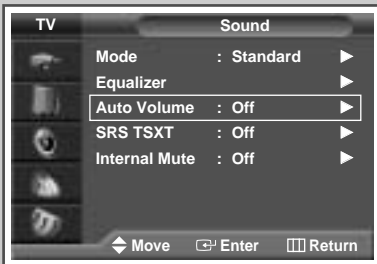 TV Sound
Mode : Standard
Equalizer
Auto Volume : Off
SRS TSXT : Off
Internal Mute : Off
Move Enter Return